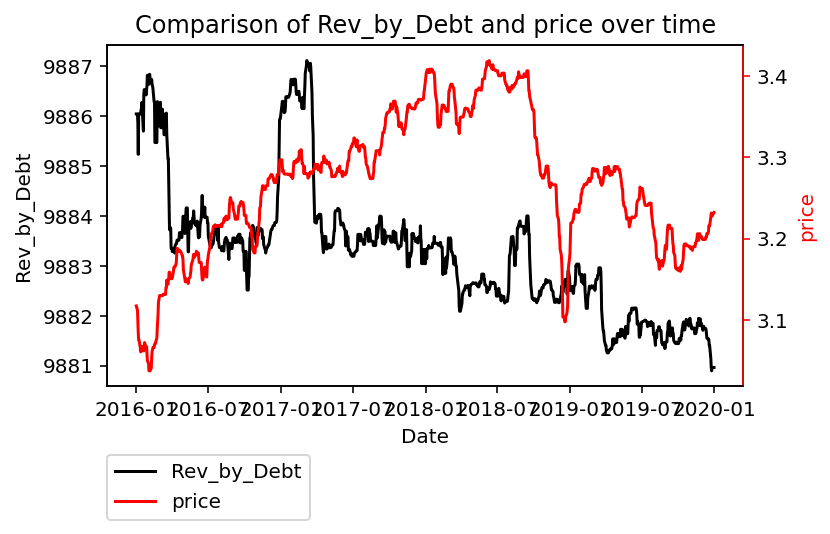 Comparison of Rev_by_Debt and price over time
9887
9886
9885
9884
9883
9882
9881
Rev_by_Debt
3.4
3.3
3.2
3.1
price
2016-01 2016-07 2017-01 2017-07 2018-01 2018-07 2019-01 2019-07 2020-01
Date
Rev_by_Debt
price